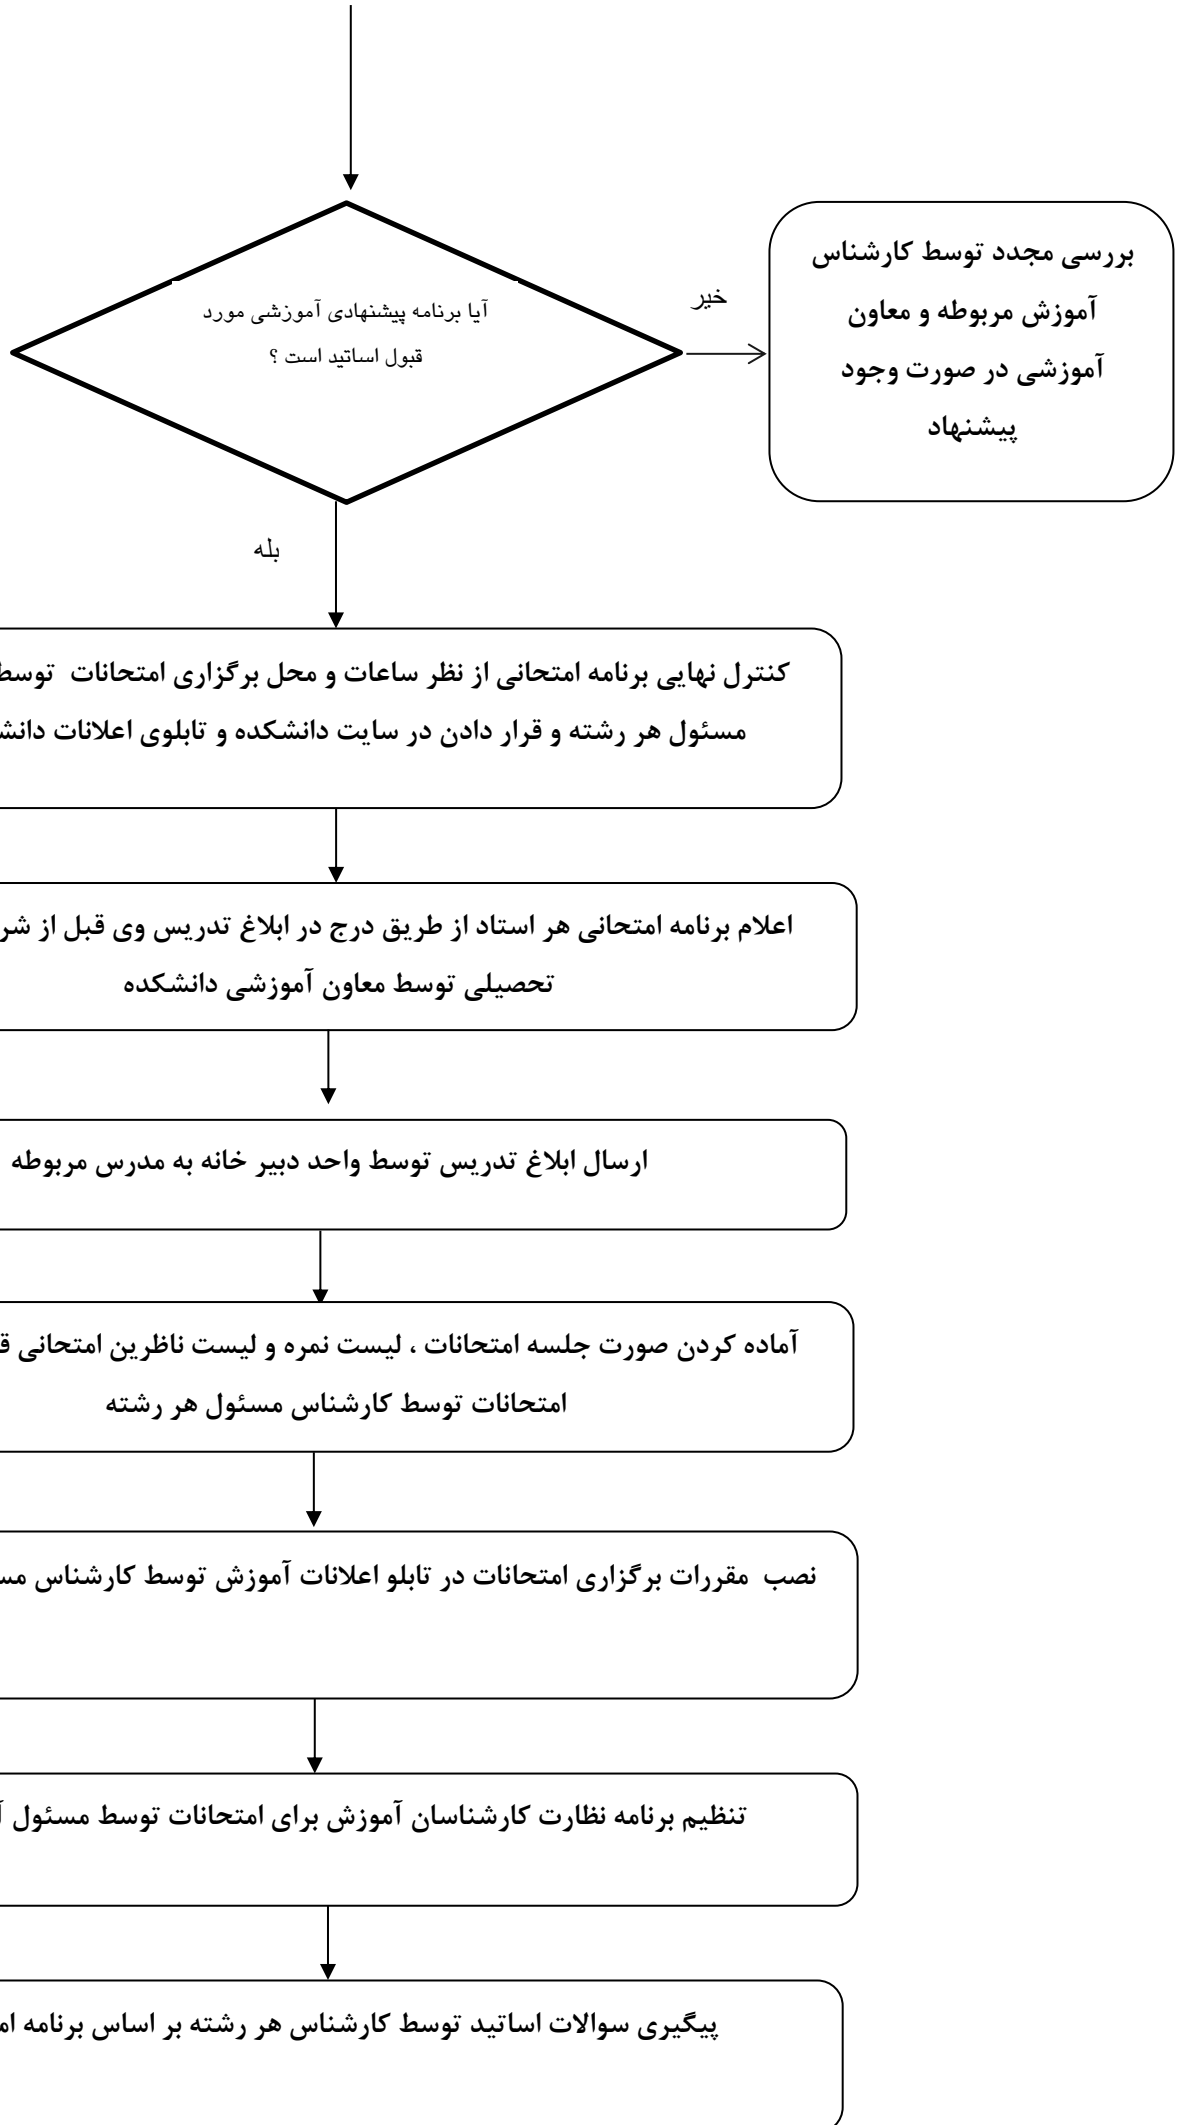 آیا برنامه پیشنهادی آموزشی مورد
قبول اساتید است ؟
خیر
بررسی مجدد توسط کارشناس
آموزش مربوطه و معاون
آموزشی در صورت وجود
پیشنهاد
بله
کنترل نهایی برنامه امتحانی از نظر ساعات و محل برگزاری امتحانات توسط
مسئول هر رشته و قرار دادن در سایت دانشکده و تابلوی اعلانات
اعلام برنامه امتحانی هر استاد از طریق درج در ابلاغ تدریس وی قبل از
تحصیلی توسط معاون آموزشی دانشکده
ارسال ابلاغ تدریس توسط واحد دبیر خانه به مدرس مربوطه
آماده کردن صورت جلسه امتحانات ، لیست نمره و لیست ناظرین امتحانی
امتحانات توسط کارشناس مسئول هر رشته
نصب مقررات برگزاری امتحانات در تابلو اعلانات آموزش توسط کارشناس
تنظیم برنامه نظارت کارشناسان آموزش برای امتحانات توسط مسئول
پیگیری سوالات اساتید توسط کارشناس هر رشته بر اساس برنامه